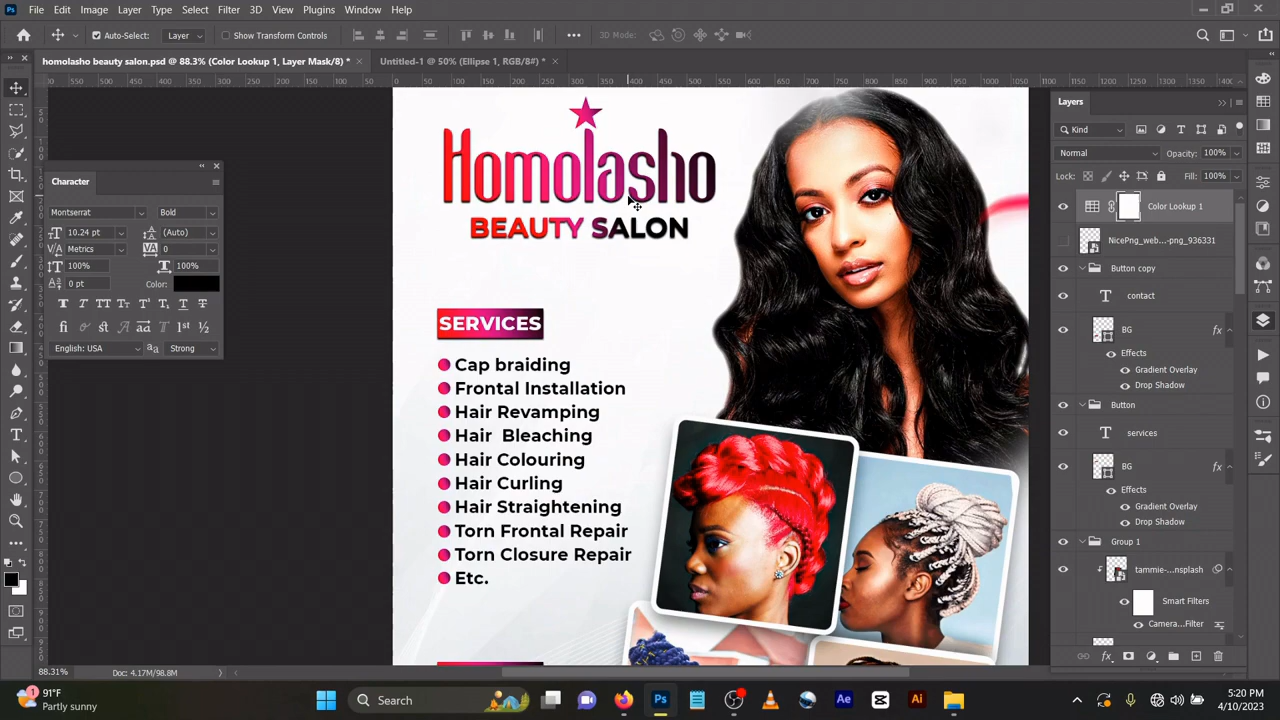 Ps File Edit Image Layer Type Select Filter 3D View Plugins Window Help
Auto-Select: Layer Show Transform Controls 3D Mode:
homolasho beauty salon.psd @ 88.3% (Color Lookup 1, Layer Mask/8) * × Untitled-1 @ 50% (Ellipse 1, RGB/8#) * ×
Character
Montserrat Bold
10.24 pt (Auto)
Metrics 0
100% 100%
0 pt Color:
English: USA aa Strong
Homolasho
BEAUTY SALON
SERVICES
Cap braiding
Frontal Installation
Hair Revamping
Hair  Bleaching
Hair Colouring
Hair Curling
Hair Straightening
Torn Frontal Repair
Torn Closure Repair
Etc.
Layers
Kind
Normal Opacity: 100%
Lock: Fill: 100%
Color Lookup 1
NicePng_web...-png_936331
Button copy
contact
BG fx
Effects
Gradient Overlay
Drop Shadow
Button
services
BG fx
Effects
Gradient Overlay
Drop Shadow
Group 1
tammie-...nsplash
Smart Filters
Camera...Filter
88.31% Doc: 4.17M/98.8M
1
91°F
Partly sunny
Search
Ps Ae Ai
5:20 PM
4/10/2023